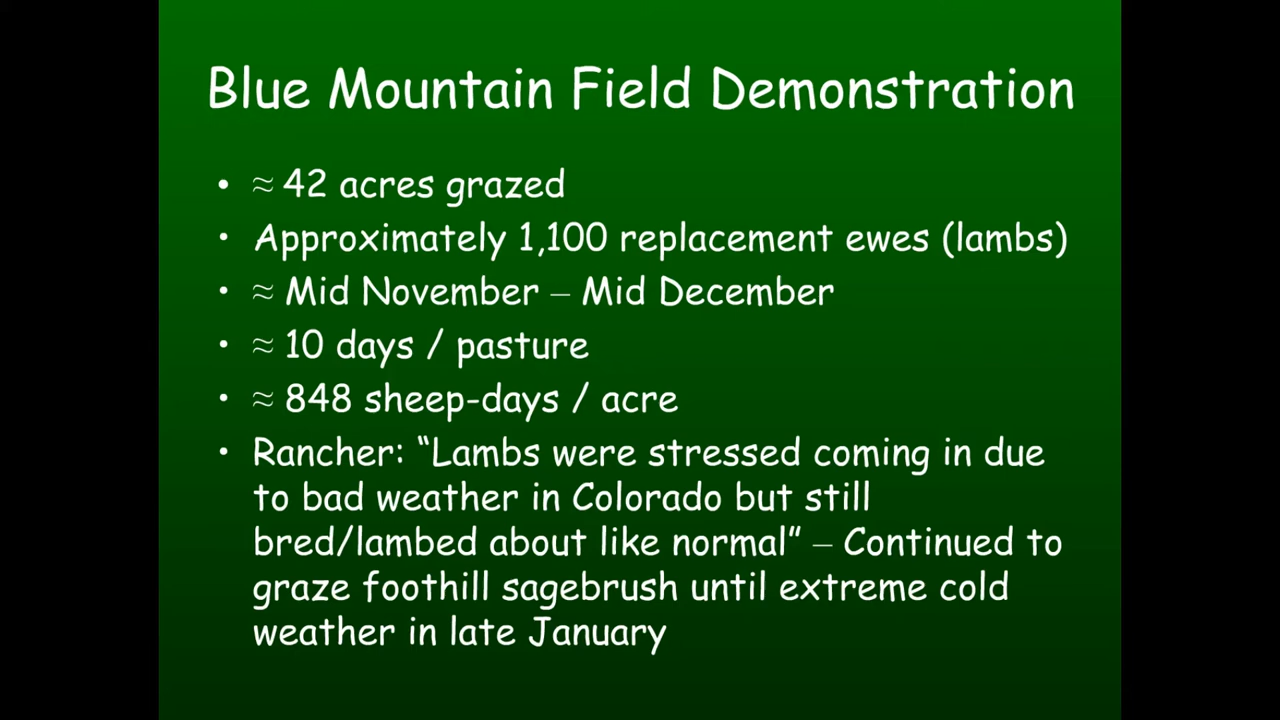 Blue Mountain Field Demonstration
• ≈ 42 acres grazed
• Approximately 1,100 replacement ewes (lambs)
• ≈ Mid November – Mid December
• ≈ 10 days / pasture
• ≈ 848 sheep-days / acre
• Rancher: “Lambs were stressed coming in due
to bad weather in Colorado but still
bred/lambed about like normal” – Continued to
graze foothill sagebrush until extreme cold
weather in late January